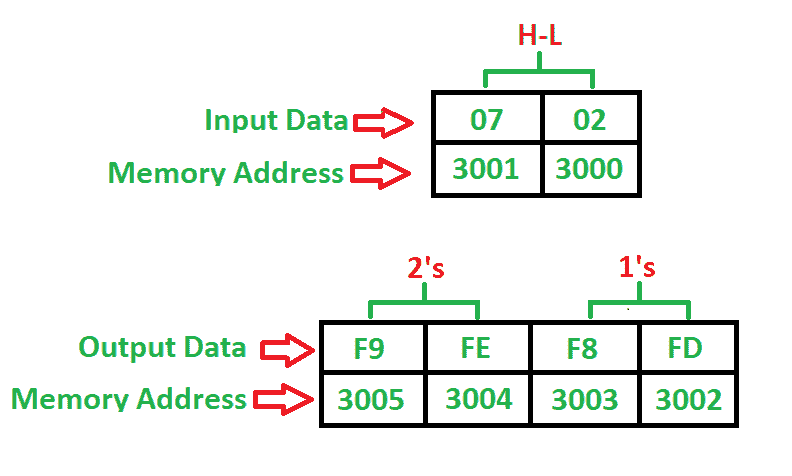 H-L
Input Data 07 02
Memory Address 3001 3000
2's 1's
Output Data F9 FE F8 FD
Memory Address 3005 3004 3003 3002